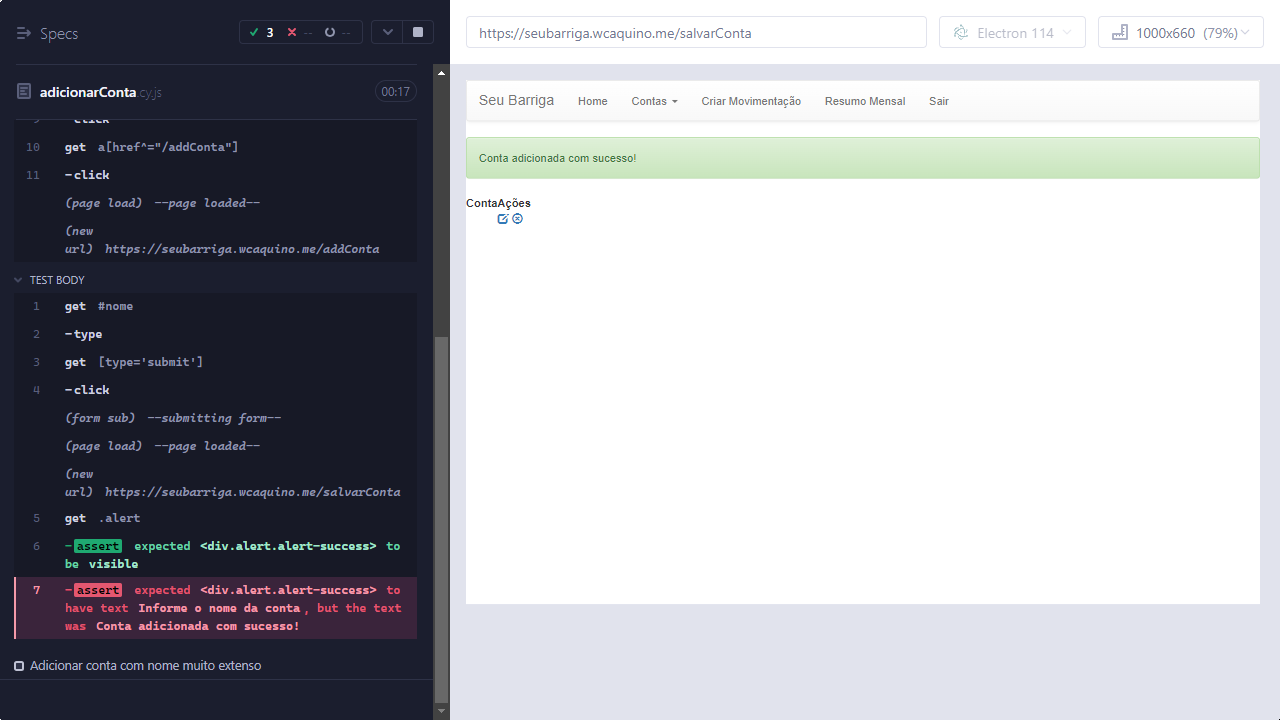 Specs
3
--
--
adicionarConta.cy.js
00:17
9 -click
10 get a[href^="/addConta"]
11 -click
(page load) --page loaded--
(new
url) https://seubarriga.wcaquino.me/addConta
TEST BODY
1 get #nome
2 -type
3 get [type='submit']
4 -click
(form sub) --submitting form--
(page load) --page loaded--
(new
url) https://seubarriga.wcaquino.me/salvarConta
5 get .alert
6 -assert expected <div.alert.alert-success> to
be visible
7 -assert expected <div.alert.alert-success> to
have text Informe o nome da conta, but the text
was Conta adicionada com sucesso!
Adicionar conta com nome muito extenso
https://seubarriga.wcaquino.me/salvarConta
Electron 114
1000x660 (79%)
Seu Barriga Home Contas Criar Movimentação Resumo Mensal Sair
Conta adicionada com sucesso!
ContaAções